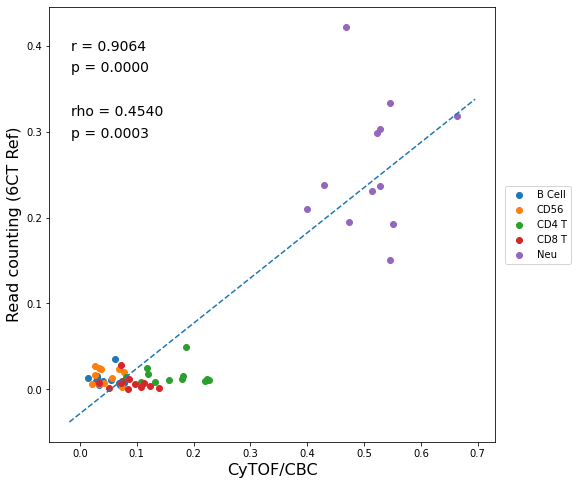 r = 0.9064
p = 0.0000
rho = 0.4540
p = 0.0003
Read counting (6CT Ref)
0.4
0.3
0.2
0.1
0.0
0.0 0.1 0.2 0.3 0.4 0.5 0.6 0.7
CyTOF/CBC
B Cell
CD56
CD4 T
CD8 T
Neu